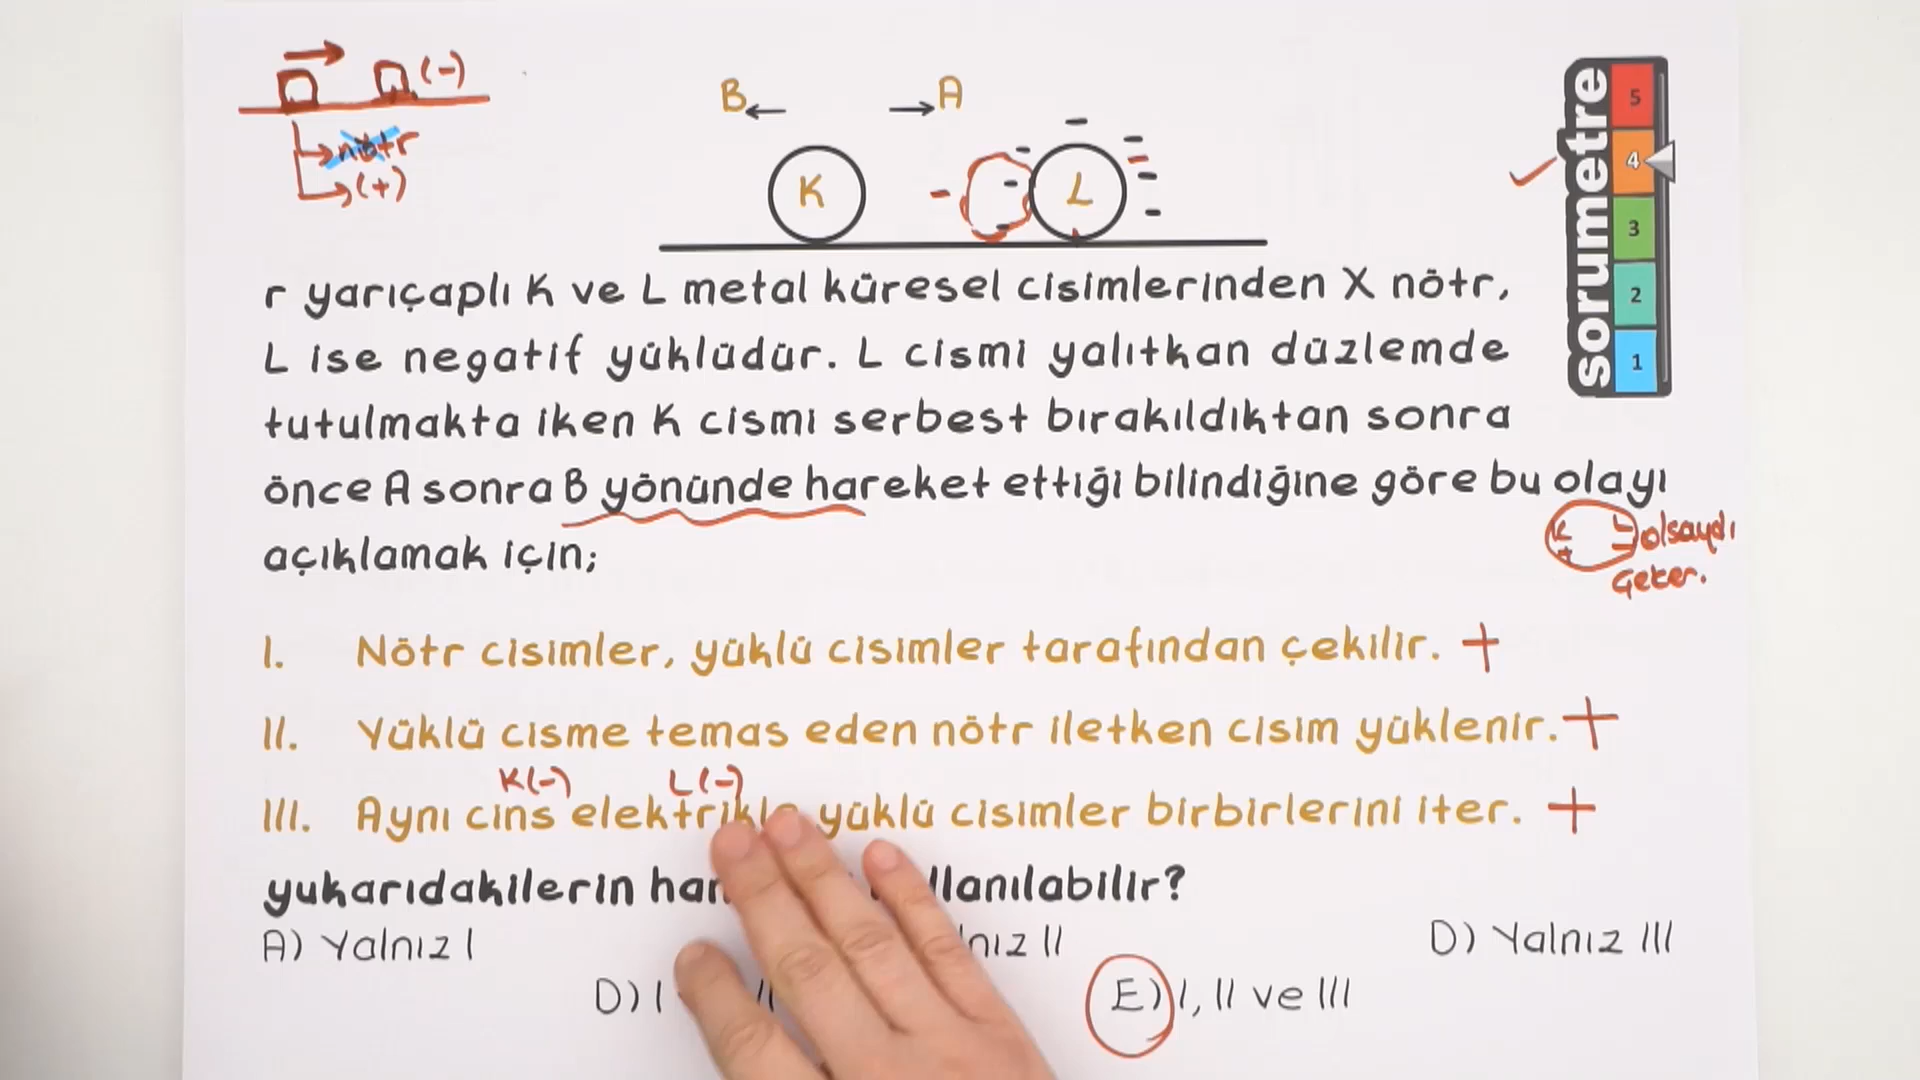 (-)
nötr
(+)
B A
K L
r yarıçaplı K ve L metal küresel cisimlerinden X nötr,
L ise negatif yüklüdür. L cismi yalıtkan düzlemde
tutulmakta iken K cismi serbest bırakıldıktan sonra
önce A sonra B yönünde hareket ettiği bilindiğine göre bu olayı
açıklamak için;
K L olsaydı
+ -
çeker.
I. Nötr cisimler, yüklü cisimler tarafından çekilir. +
II. Yüklü cisme temas eden nötr iletken cisim yüklenir. +
K(-) L(-)
III. Aynı cins elektrikle yüklü cisimler birbirlerini iter. +
yukarıdakilerin
A) Yalnız I II D) Yalnız III
D) I E) I, II ve III
sorumetre
5
4
3
2
1